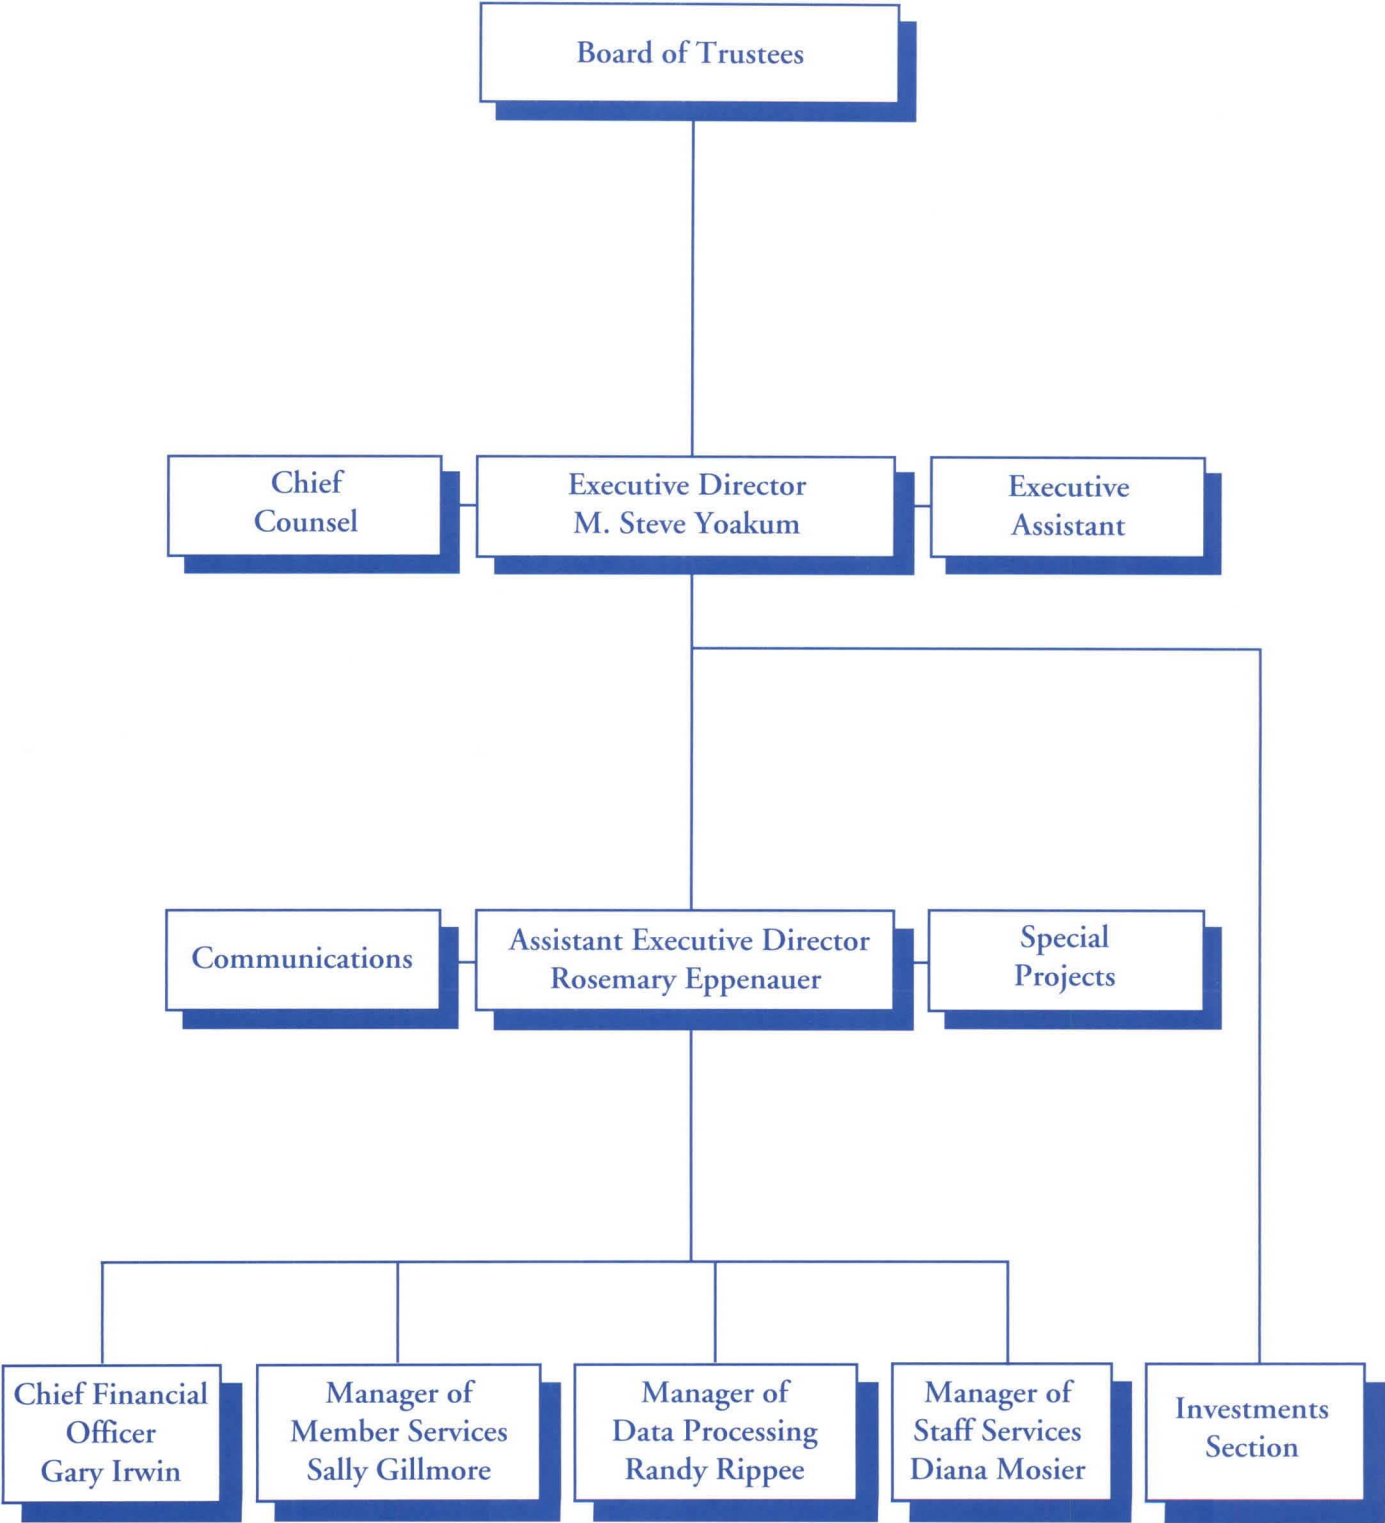 Board of Trustees
Chief
Counsel
Executive Director
M. Steve Yoakum
Executive
Assistant
Communications
Assistant Executive Director
Rosemary Eppenauer
Special
Projects
Chief Financial
Officer
Gary Irwin
Manager of
Member Services
Sally Gillmore
Manager of
Data Processing
Randy Rippee
Manager of
Staff Services
Diana Mosier
Investments
Section